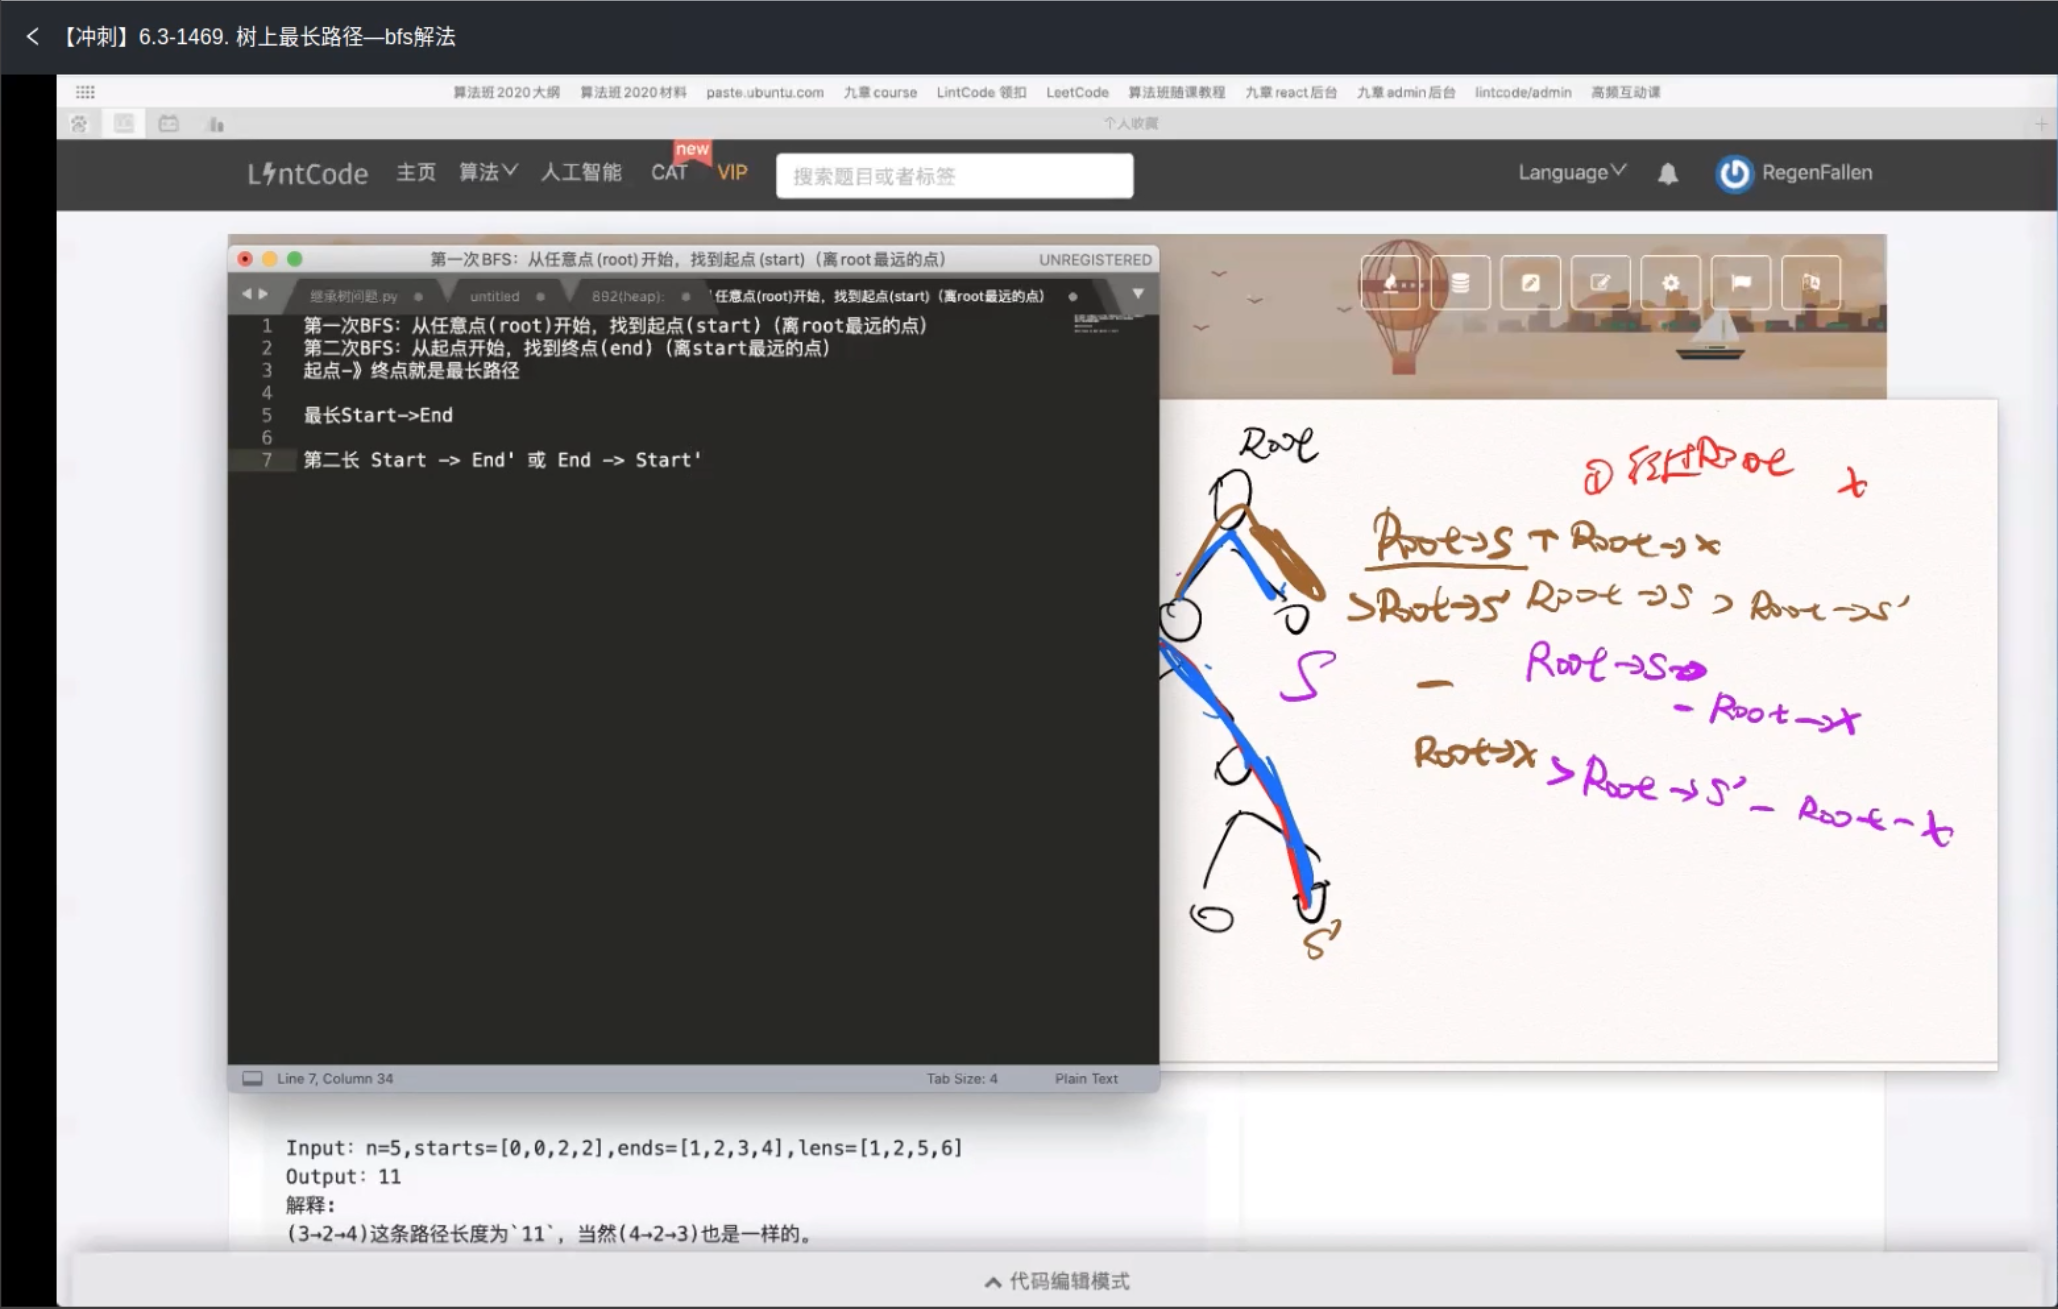 【冲刺】6.3-1469. 树上最长路径—bfs解法
算法班2020大纲 算法班2020材料 paste.ubuntu.com 九章course LintCode 领扣 LeetCode 算法班随课教程 九章react后台 九章admin后台 lintcode/admin 高频互动课
个人收藏
LintCode 主页 算法 人工智能 CAT new VIP 搜索题目或者标签 Language RegenFallen
第一次BFS：从任意点(root)开始，找到起点(start)（离root最远的点） UNREGISTERED
继承树问题.py untitled 892(heap): 任意点(root)开始，找到起点(start)（离root最远的点）
1 第一次BFS：从任意点(root)开始，找到起点(start)（离root最远的点）
2 第二次BFS：从起点开始，找到终点(end)（离start最远的点）
3 起点-》终点就是最长路径
4
5 最长Start->End
6
7 第二长 Start -> End' 或 End -> Start'
Line 7, Column 34 Tab Size: 4 Plain Text
Root
① 经过Root x
Root→S + Root→x
>Root→S' Root→S > Root→S'
S
Root→S
- Root→x
-
Root→x > Root→S' - Root-x
S'
Input: n=5,starts=[0,0,2,2],ends=[1,2,3,4],lens=[1,2,5,6]
Output: 11
解释:
(3→2→4)这条路径长度为`11`，当然(4→2→3)也是一样的。
代码编辑模式